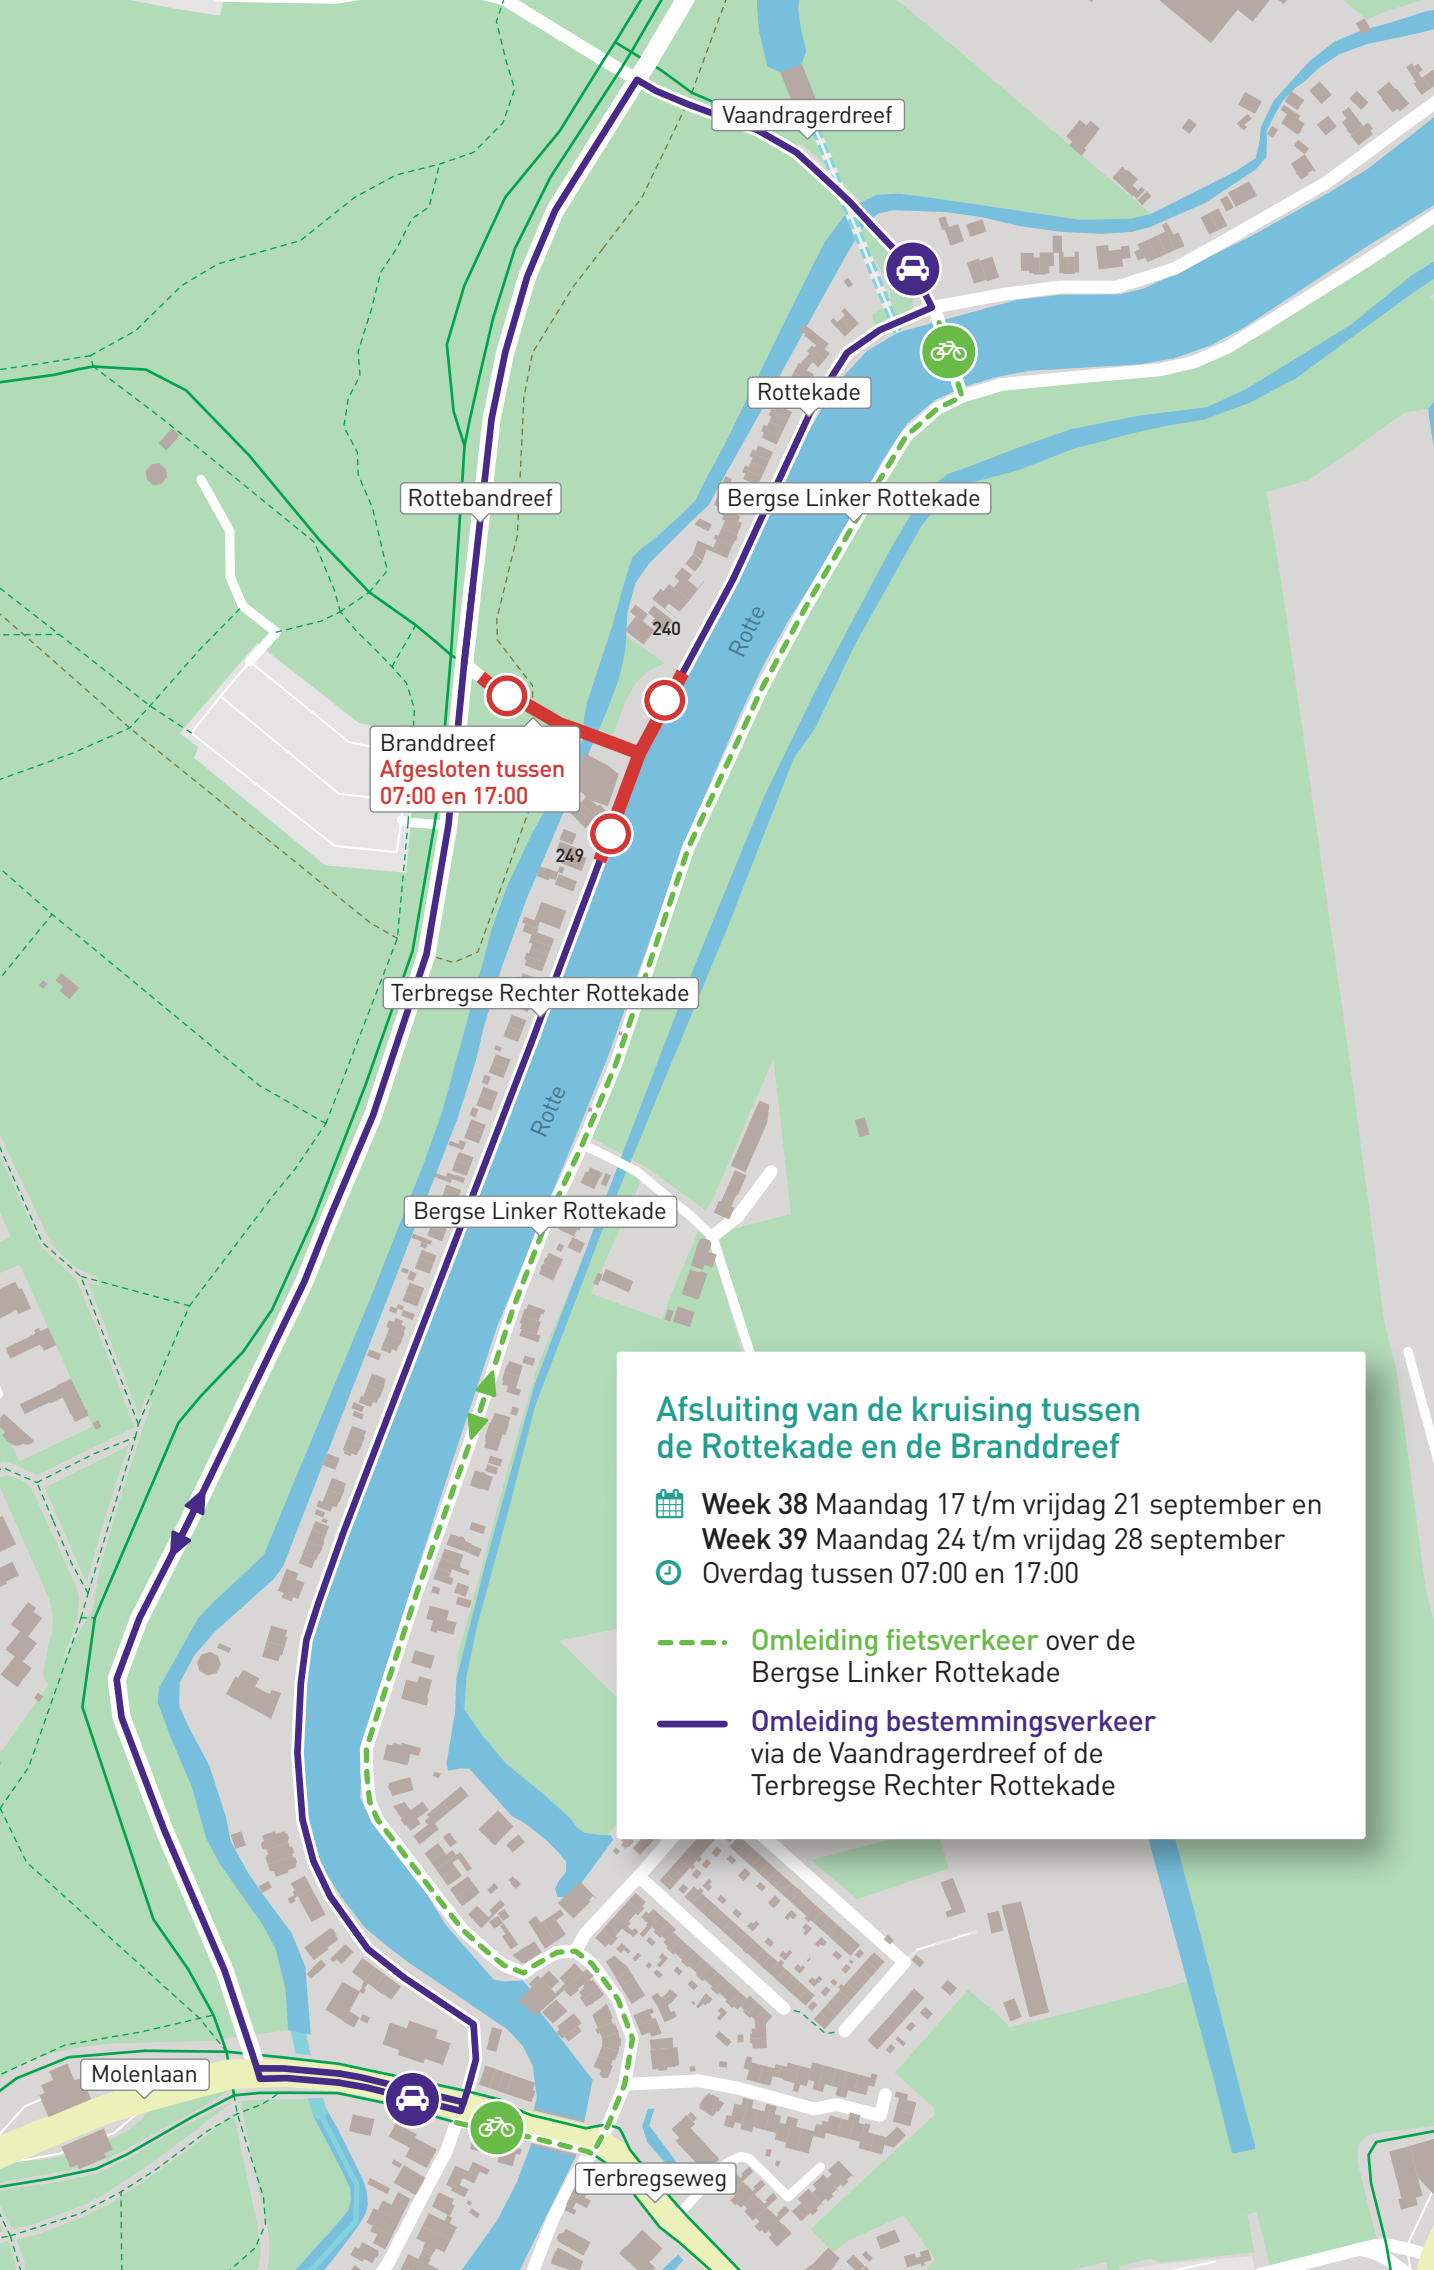 Vaandragerdreef
Rottekade
Rottebandreef
Bergse Linker Rottekade
Rotte
240
Branddreef
Afgesloten tussen
07:00 en 17:00
249
Terbregse Rechter Rottekade
Rotte
Bergse Linker Rottekade
Afsluiting van de kruising tussen
de Rottekade en de Branddreef
Week 38 Maandag 17 t/m vrijdag 21 september en
Week 39 Maandag 24 t/m vrijdag 28 september
Overdag tussen 07:00 en 17:00
Omleiding fietsverkeer over de
Bergse Linker Rottekade
Omleiding bestemmingsverkeer
via de Vaandragerdreef of de
Terbregse Rechter Rottekade
Molenlaan
Terbregseweg